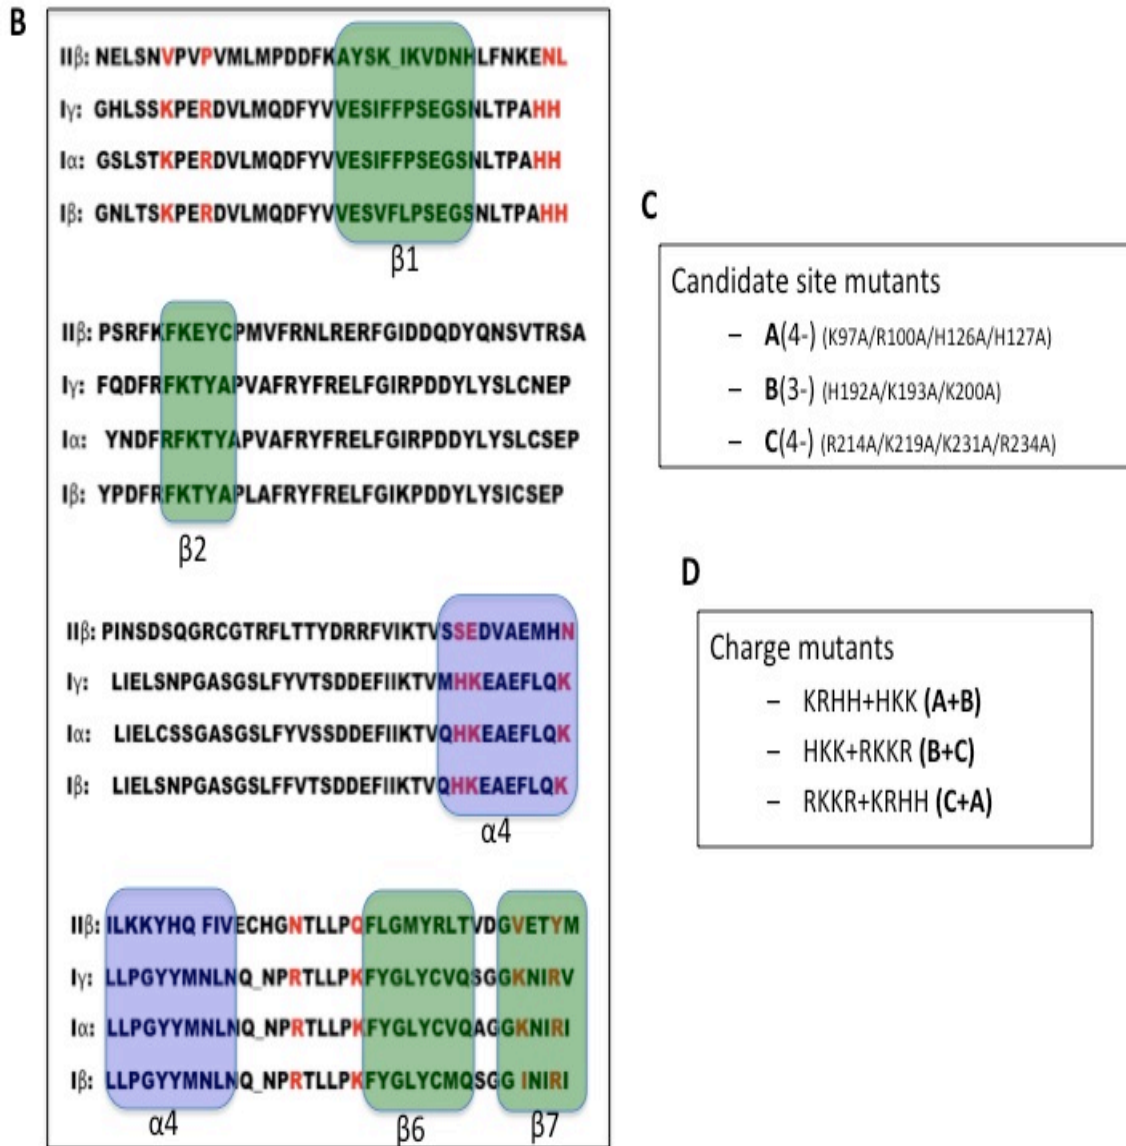 B
IIβ: NELSNVPVPVMLMPDDFKAYSK_IKVDNHLFNKENL
Iγ: GHLSSKPERDVLMQDFYVVESIFFPSEGSNLTPAHH
Iα: GSLSTKPERDVLMQDFYVVESIFFPSEGSNLTPAHH
Iβ: GNLTSKPERDVLMQDFYVVESVFLPSEGSNLTPAHH
β1
IIβ: PSRFKFKEYCPMVFRNLRERFGIDDQDYQNSVTRSA
Iγ: FQDFRFKTYAPVAFRYFRELFGIRPDDYLYSLCNEP
Iα: YNDFRFKTYAPVAFRYFRELFGIRPDDYLYSLCSEP
Iβ: YPDFRFKTYAPLAFRYFRELFGIKPDDYLYSICSEP
β2
IIβ: PINSDSQGRCGTRFLTTYDRRFVIKTVSSEDVAEMHN
Iγ: LIELSNPGASGSLFYVTSDDEFIIKTVMHKEAEFLQK
Iα: LIELCSSGASGSLFYVSSDDEFIIKTVQHKEAEFLQK
Iβ: LIELSNPGASGSLFFVTSDDEFIIKTVQHKEAEFLQK
α4
IIβ: ILKKYHQ FIVECHGNTLLPQFLGMYRLTVDGVETYM
Iγ: LLPGYYMNLNQ_NPRTLLPKFYGLYCVQSGGKNIRV
Iα: LLPGYYMNLNQ_NPRTLLPKFYGLYCVQAGGKNIRI
Iβ: LLPGYYMNLNQ_NPRTLLPKFYGLYCMQSGG INIRI
α4 β6 β7
C
Candidate site mutants
– A(4-) (K97A/R100A/H126A/H127A)
– B(3-) (H192A/K193A/K200A)
– C(4-) (R214A/K219A/K231A/R234A)
D
Charge mutants
– KRHH+HKK (A+B)
– HKK+RKKR (B+C)
– RKKR+KRHH (C+A)